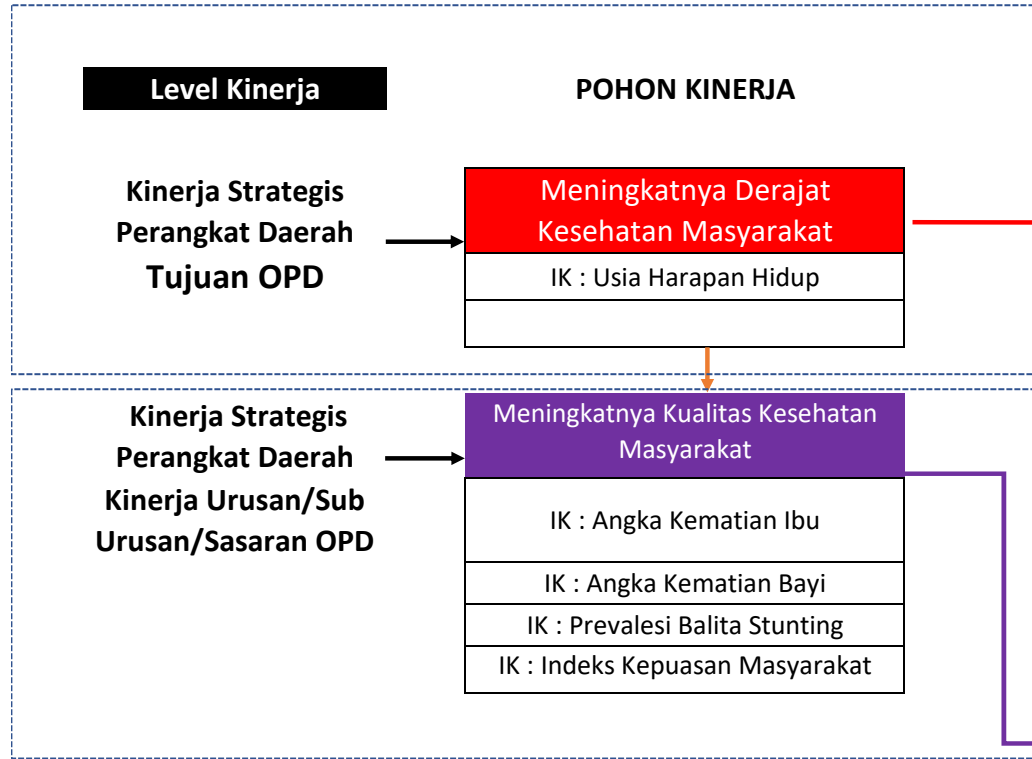 Level Kinerja
POHON KINERJA
Kinerja Strategis
Perangkat Daerah
Tujuan OPD
Meningkatnya Derajat
Kesehatan Masyarakat
IK : Usia Harapan Hidup
Kinerja Strategis
Perangkat Daerah
Kinerja Urusan/Sub
Urusan/Sasaran OPD
Meningkatnya Kualitas Kesehatan
Masyarakat
IK : Angka Kematian Ibu
IK : Angka Kematian Bayi
IK : Prevalesi Balita Stunting
IK : Indeks Kepuasan Masyarakat